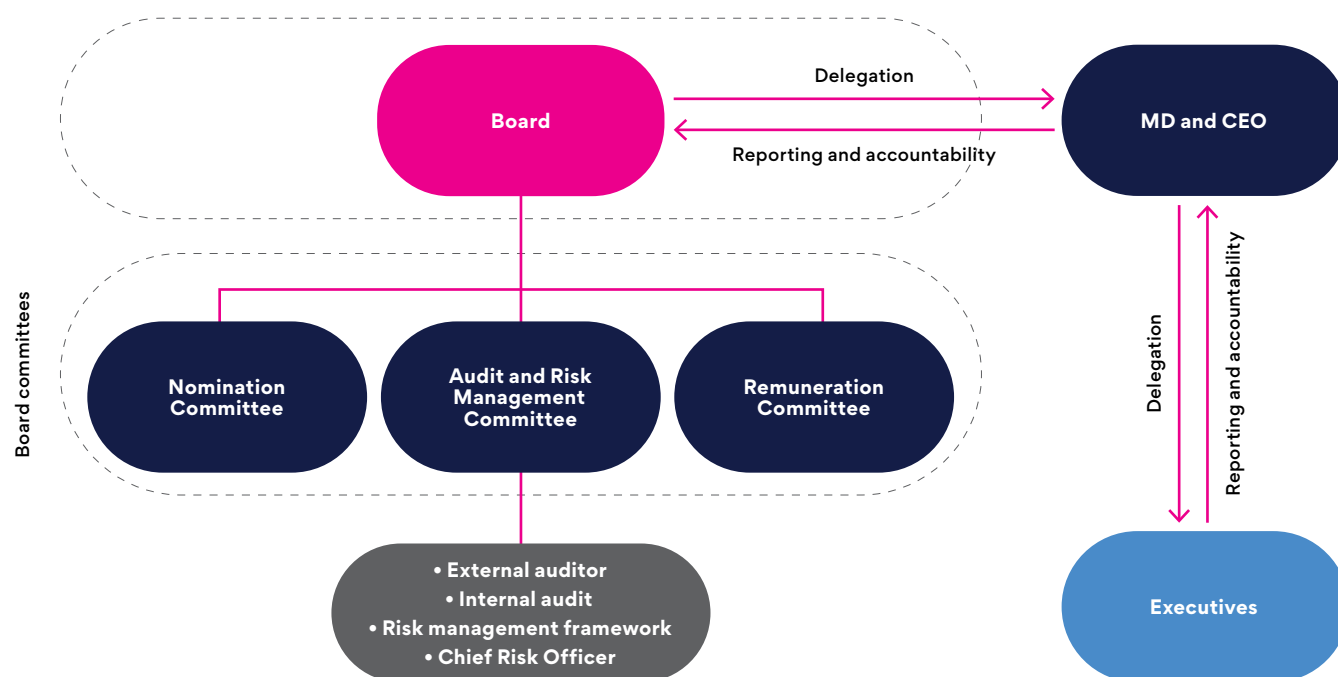 Board
Delegation
Reporting and accountability
MD and CEO
Board committees
Nomination
Committee
Audit and Risk
Management
Committee
Remuneration
Committee
Delegation
Reporting and accountability
• External auditor
• Internal audit
• Risk management framework
• Chief Risk Officer
Executives